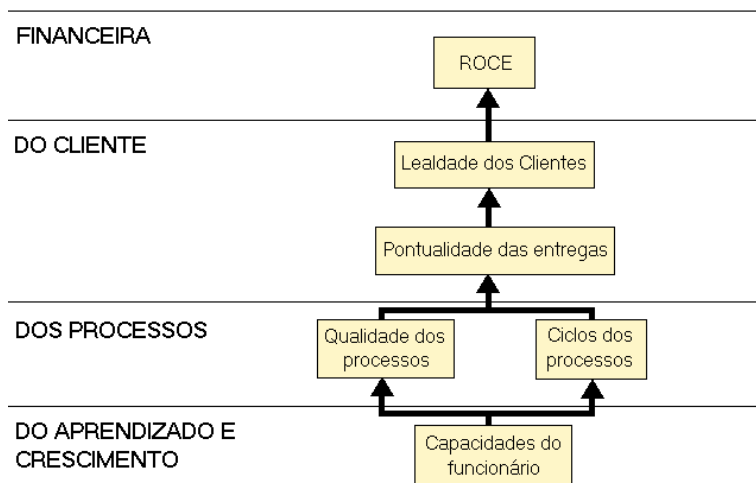 FINANCEIRA
ROCE
DO CLIENTE
Lealdade dos Clientes
Pontualidade das entregas
DOS PROCESSOS
Qualidade dos
processos
Ciclos dos
processos
DO APRENDIZADO E
CRESCIMENTO
Capacidades do
funcionário